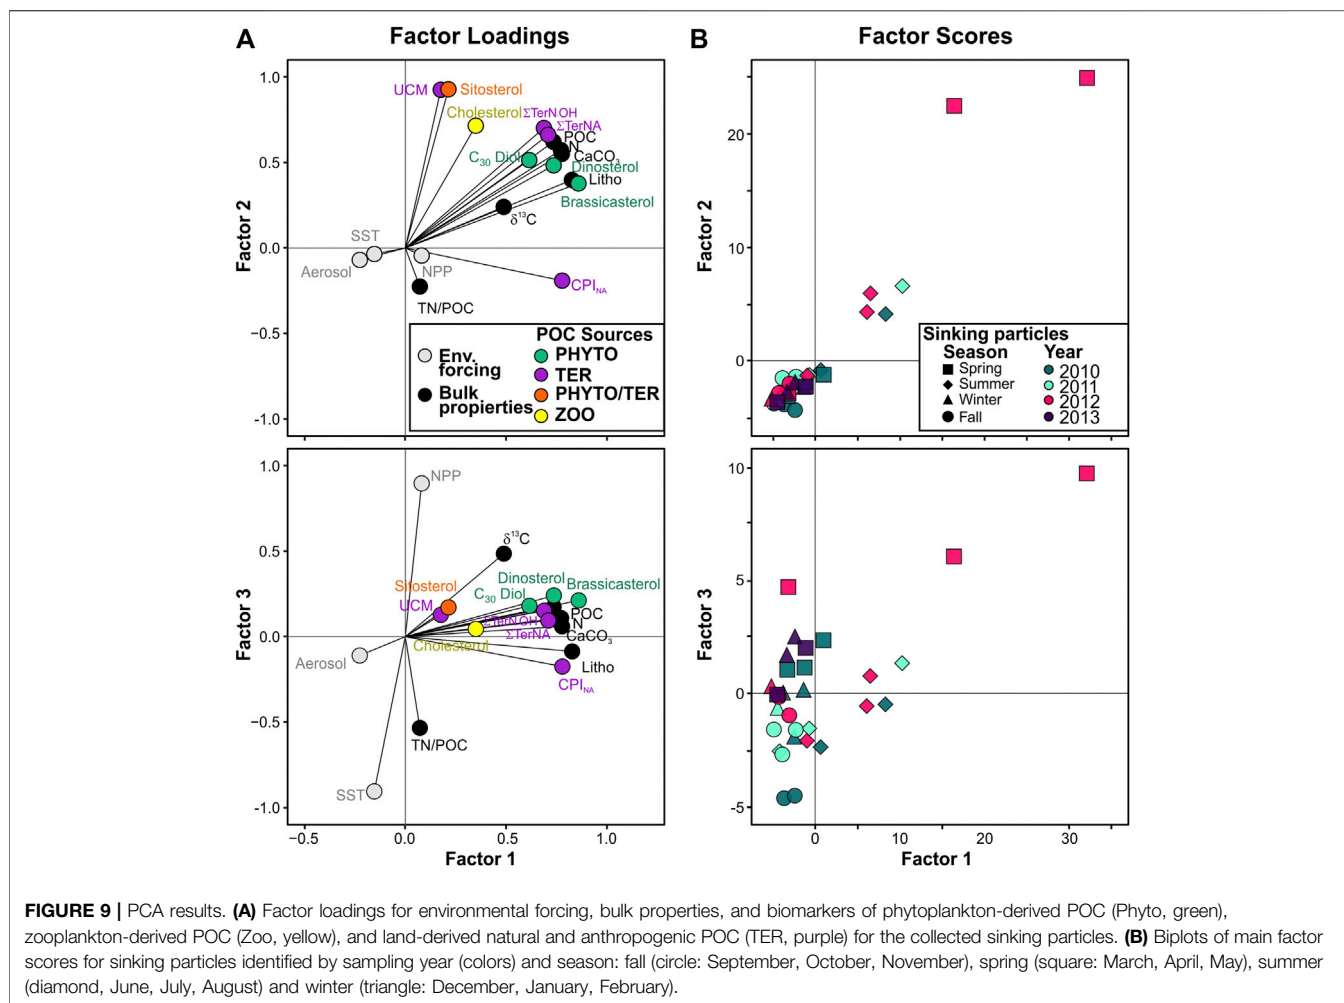 A Factor Loadings
B Factor Scores
Factor 2
1.0
0.5
0.0
−0.5
-1.0
UCM
Sitosterol
Cholesterol
ΣTerN.OH
ΣTerNA
POC
N
CaCO3
C30 Diol
Dinosterol
Litho
Brassicasterol
δ13C
SST
Aerosol
NPP
CPINA
TN/POC
Env.
forcing
Bulk
propierties
POC Sources
PHYTO
TER
PHYTO/TER
ZOO
Factor 2
20
10
0
Sinking particles
Season Year
Spring 2010
Summer 2011
Winter 2012
Fall 2013
Factor 3
1.0
0.5
0.0
−0.5
-1.0
NPP
δ13C
Sitosterol
UCM
Dinosterol
Brassicasterol
C30 Diol
ΣTerN.OH
ΣTerNA
POC
N
CaCO3
Cholesterol
Litho
CPINA
Aerosol
TN/POC
SST
−0.5 0.0 0.5 1.0
Factor 1
Factor 3
10
5
0
-5
0 10 20 30
Factor 1
FIGURE 9 | PCA results. (A) Factor loadings for environmental forcing, bulk properties, and biomarkers of phytoplankton-derived POC (Phyto, green),
zooplankton-derived POC (Zoo, yellow), and land-derived natural and anthropogenic POC (TER, purple) for the collected sinking particles. (B) Biplots of main factor
scores for sinking particles identified by sampling year (colors) and season: fall (circle: September, October, November), spring (square: March, April, May), summer
(diamond, June, July, August) and winter (triangle: December, January, February).